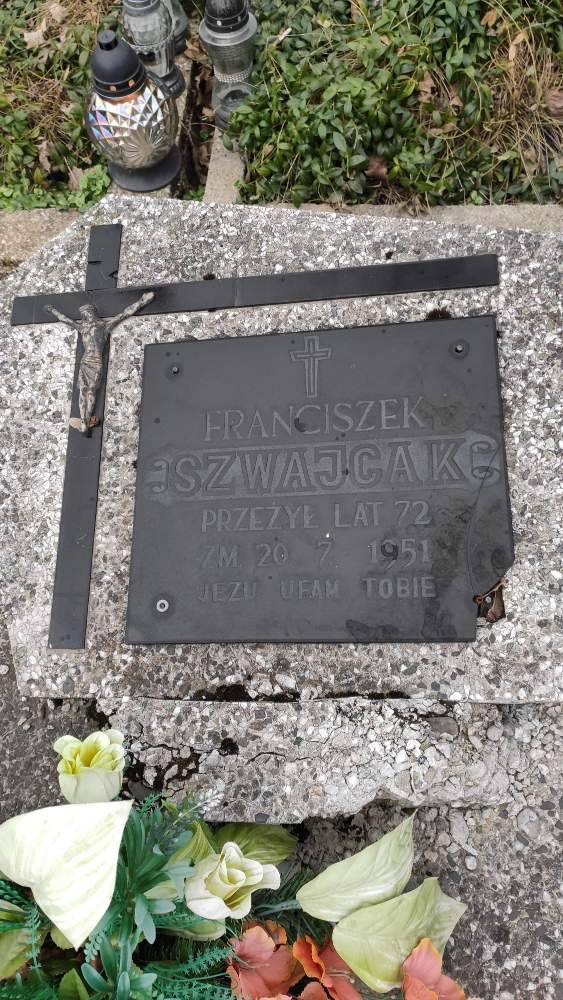 FRANCISZEK
SZWAJCAK
PRZEŻYŁ LAT 72
ZM. 20 7. 1951
JEZU UFAM TOBIE